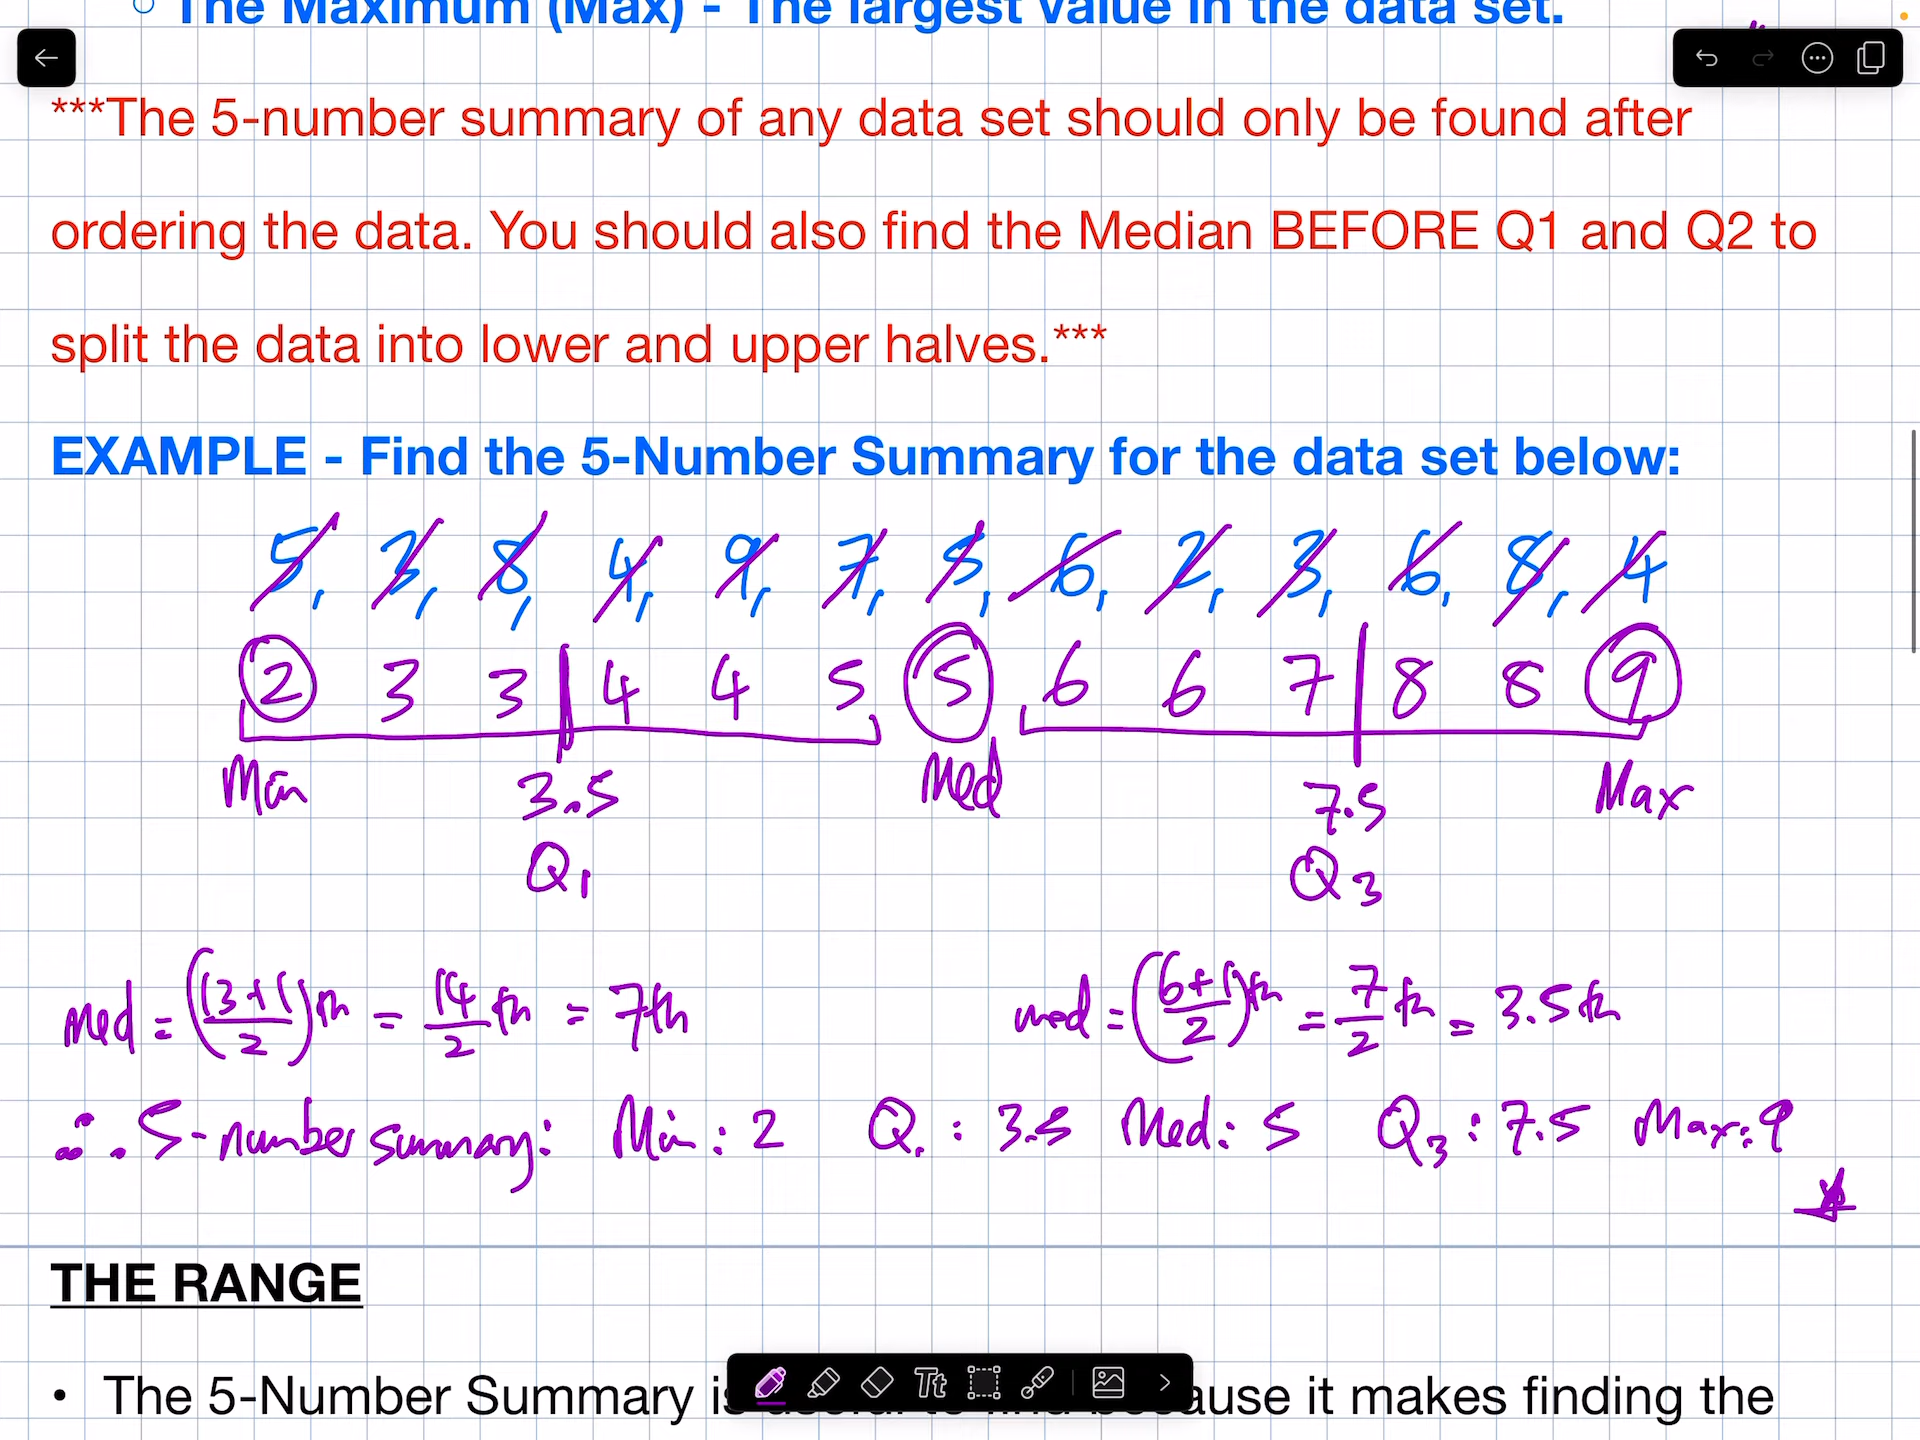 The Maximum (Max) - The largest value in the data set.
***The 5-number summary of any data set should only be found after
ordering the data. You should also find the Median BEFORE Q1 and Q2 to
split the data into lower and upper halves.***
EXAMPLE - Find the 5-Number Summary for the data set below:
5, 3, 8, 4, 9, 7, 5, 6, 2, 3, 6, 8, 4
2 3 3 | 4 4 5 5 6 6 7 | 8 8 9
Min 3.5 Med 7.5 Max
Q1 Q3
med = ((13+1)/2)th = 14/2 th = 7th med = ((6+1)/2)th = 7/2 th = 3.5th
∴ 5-number summary: Min: 2 Q1: 3.5 Med: 5 Q3: 7.5 Max: 9
THE RANGE
• The 5-Number Summary is because it makes finding the
Tt